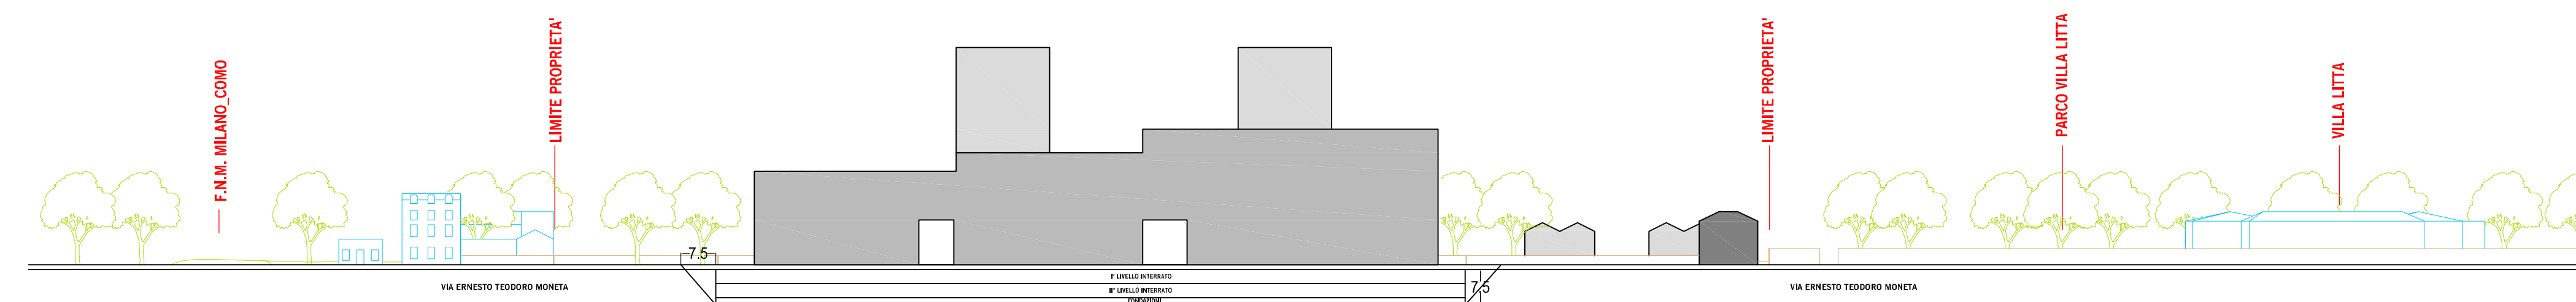 F.N.M. MILANO_COMO
LIMITE PROPRIETA'
LIMITE PROPRIETA'
PARCO VILLA LITTA
VILLA LITTA
7.5
7.5
I° LIVELLO INTERRATO
II° LIVELLO INTERRATO
FONDAZIONI
VIA ERNESTO TEODORO MONETA
VIA ERNESTO TEODORO MONETA